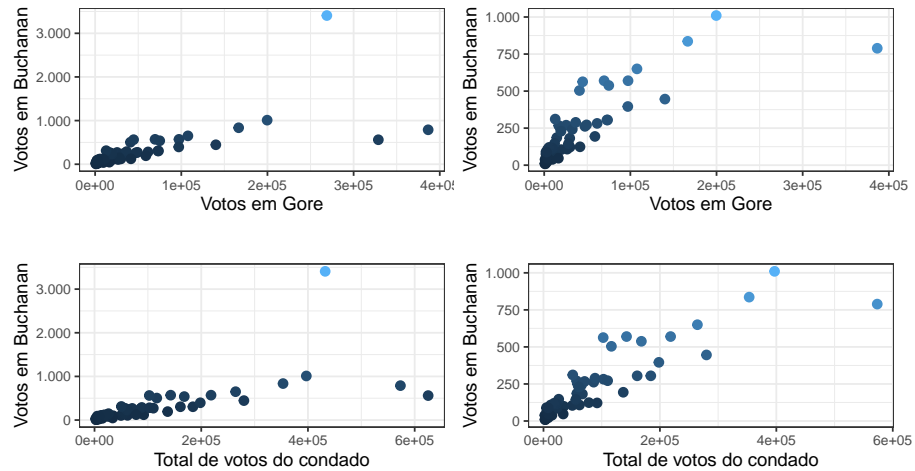 Votos em Buchanan
3.000
2.000
1.000
0
0e+00 1e+05 2e+05 3e+05 4e+05
Votos em Gore
Votos em Buchanan
1.000
750
500
250
0
0e+00 1e+05 2e+05 3e+05 4e+05
Votos em Gore
Votos em Buchanan
3.000
2.000
1.000
0
0e+00 2e+05 4e+05 6e+05
Total de votos do condado
Votos em Buchanan
1.000
750
500
250
0
0e+00 2e+05 4e+05 6e+05
Total de votos do condado